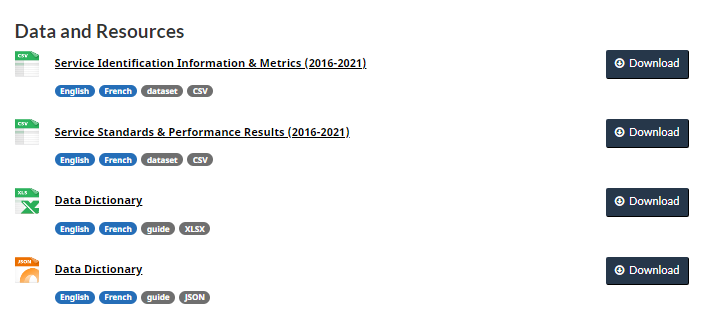 Data and Resources
CSV
Service Identification Information & Metrics (2016-2021)
Download
English French dataset CSV
CSV
Service Standards & Performance Results (2016-2021)
Download
English French dataset CSV
XLS
Data Dictionary
Download
English French guide XLSX
JSON
Data Dictionary
Download
English French guide JSON